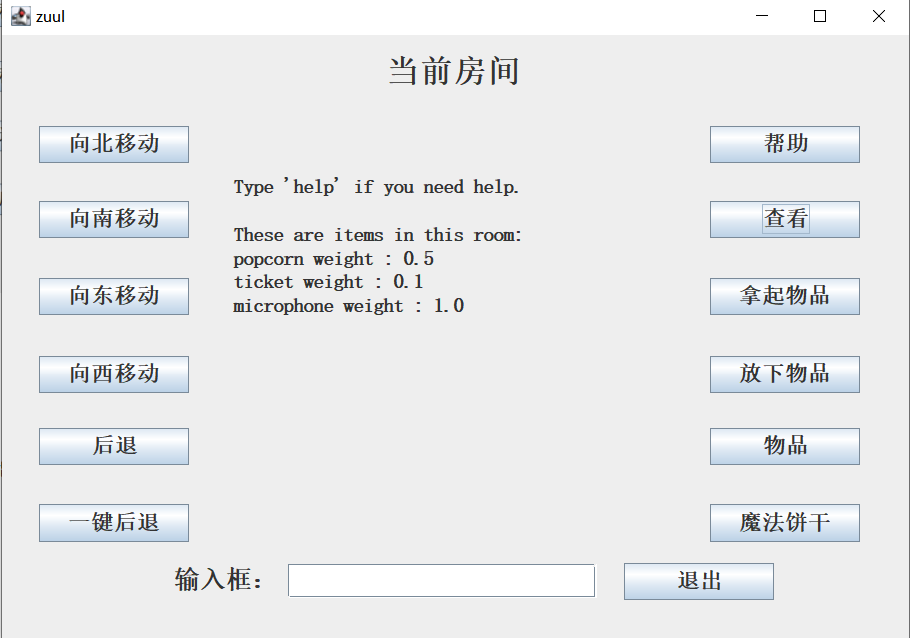 zuul
当前房间
向北移动
帮助
Type 'help' if you need help.
向南移动
查看
These are items in this room:
popcorn weight : 0.5
ticket weight : 0.1
microphone weight : 1.0
向东移动
拿起物品
向西移动
放下物品
后退
物品
一键后退
魔法饼干
输入框：
退出